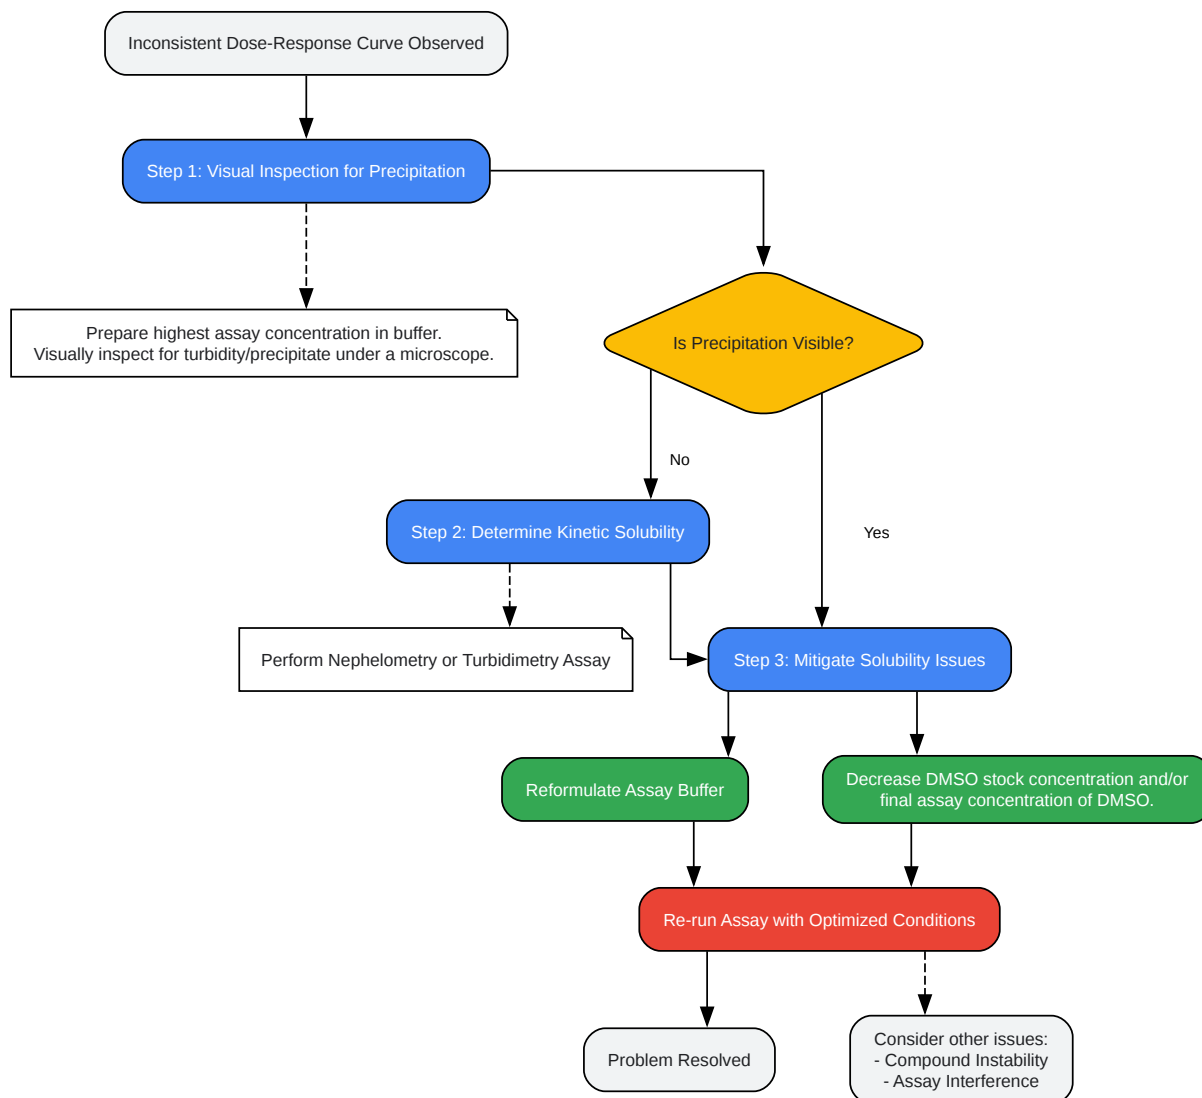 Inconsistent Dose-Response Curve Observed
Step 1: Visual Inspection for Precipitation
Prepare highest assay concentration in buffer.
Visually inspect for turbidity/precipitate under a microscope.
Is Precipitation Visible?
No
Yes
Step 2: Determine Kinetic Solubility
Perform Nephelometry or Turbidimetry Assay
Step 3: Mitigate Solubility Issues
Reformulate Assay Buffer
Decrease DMSO stock concentration and/or
final assay concentration of DMSO.
Re-run Assay with Optimized Conditions
Problem Resolved
Consider other issues:
- Compound Instability
- Assay Interference